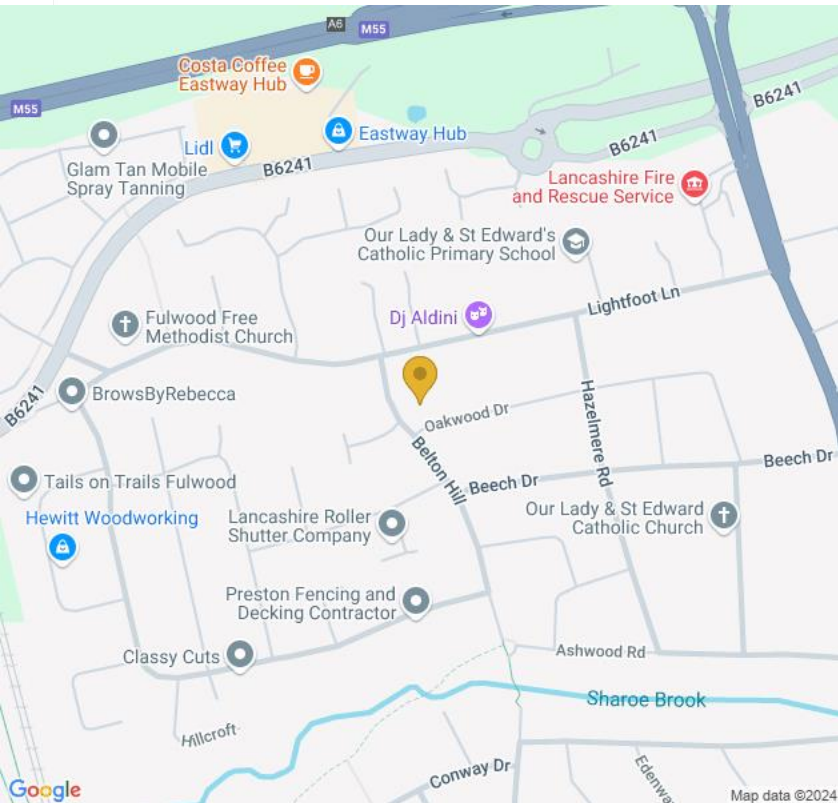 A6
M55
Costa Coffee
Eastway Hub
M55
B6241
Lidl
Eastway Hub
B6241
B6241
Glam Tan Mobile
Spray Tanning
Lancashire Fire
and Rescue Service
Our Lady & St Edward's
Catholic Primary School
Lightfoot Ln
Dj Aldini
Fulwood Free
Methodist Church
B6241
BrowsByRebecca
Oakwood Dr
Hazelmere Rd
Belton Hill
Beech Dr
Beech Dr
Tails on Trails Fulwood
Hewitt Woodworking
Lancashire Roller
Shutter Company
Our Lady & St Edward
Catholic Church
Preston Fencing and
Decking Contractor
Classy Cuts
Ashwood Rd
Sharoe Brook
Hillcroft
Conway Dr
Google
Map data ©2024